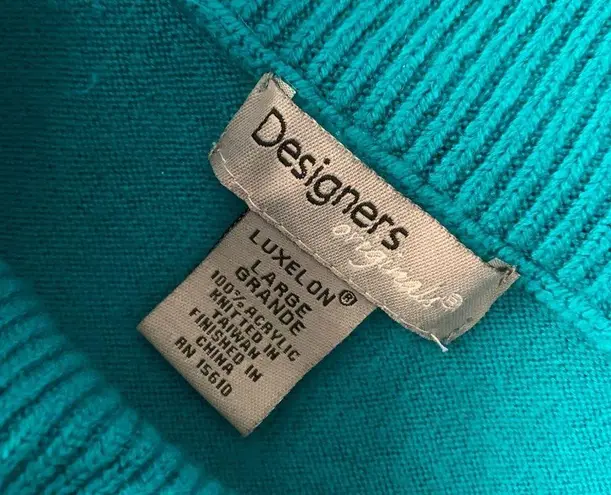 Designers
originals®
LUXELON®
LARGE
GRANDE
100% ACRYLIC
KNITTED IN
TAIWAN
FINISHED IN
CHINA
RN 15610